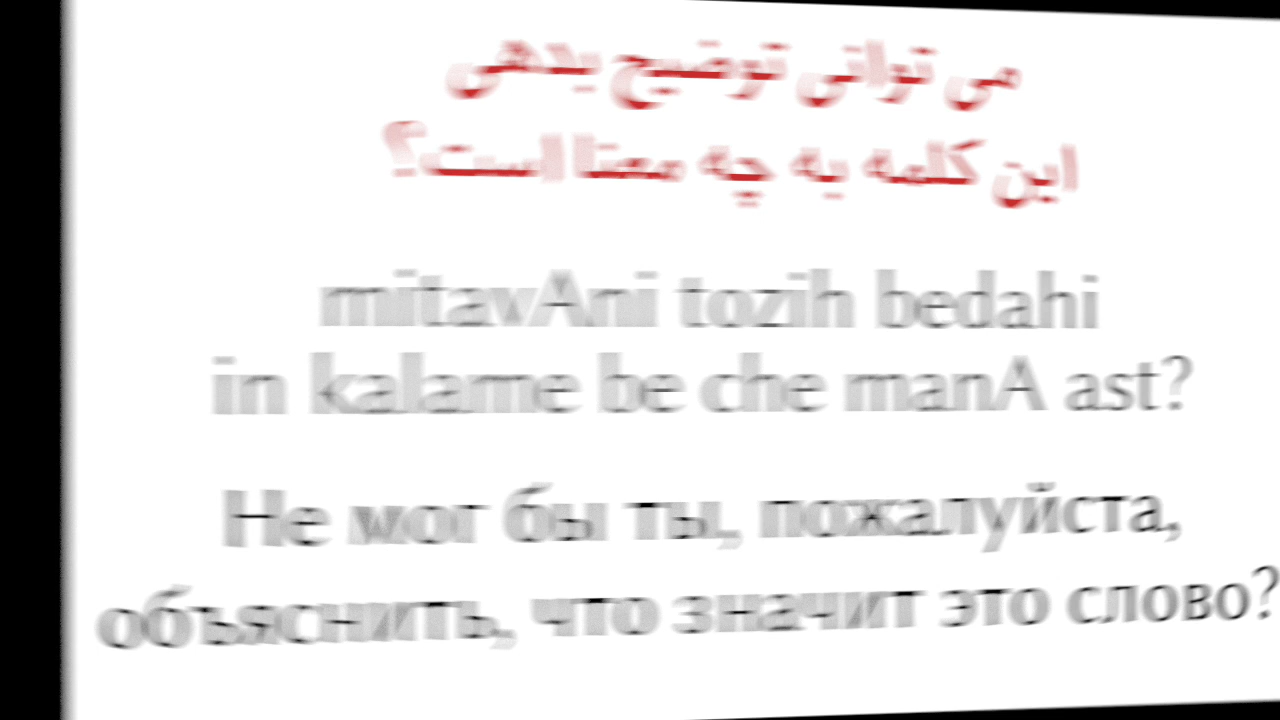 می توانی توضیح بدهی
این کلمه به چه معنا است؟
mitavAni tozih bedahi
in kalame be che manA ast?
Не мог бы ты, пожалуйста,
объяснить, что значит это слово?